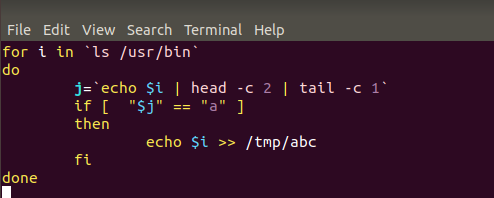 File Edit View Search Terminal Help
for i in `ls /usr/bin`
do
        j=`echo $i | head -c 2 | tail -c 1`
        if [  "$j" == "a" ]
        then
                echo $i >> /tmp/abc
        fi
done